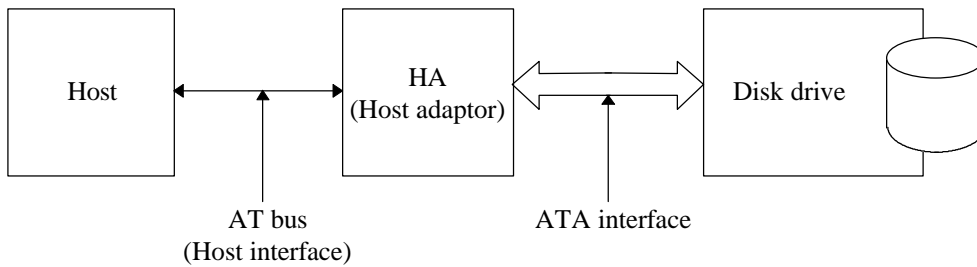 Host
HA
(Host adaptor)
Disk drive
AT bus
(Host interface)
ATA interface